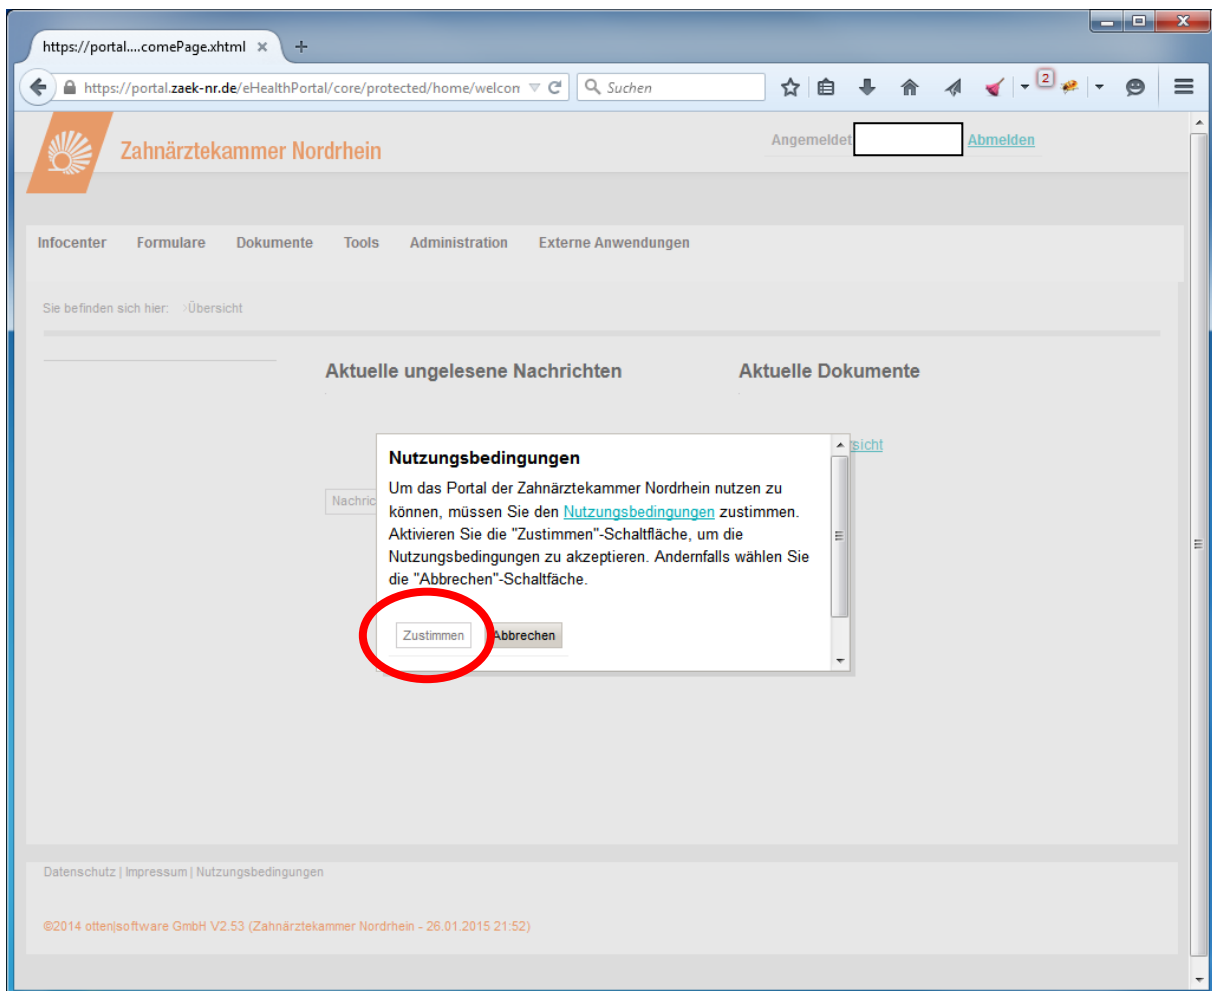 https://portal....comePage.xhtml
https://portal.zaek-nr.de/eHealthPortal/core/protected/home/welcon
Suchen
2
Zahnärztekammer Nordrhein
Angemeldet
Abmelden
Infocenter Formulare Dokumente Tools Administration Externe Anwendungen
Sie befinden sich hier: >Übersicht
Aktuelle ungelesene Nachrichten
Aktuelle Dokumente
sicht
Nachric
Nutzungsbedingungen
Um das Portal der Zahnärztekammer Nordrhein nutzen zu
können, müssen Sie den Nutzungsbedingungen zustimmen.
Aktivieren Sie die "Zustimmen"-Schaltfläche, um die
Nutzungsbedingungen zu akzeptieren. Andernfalls wählen Sie
die "Abbrechen"-Schaltfäche.
Zustimmen Abbrechen
Datenschutz | Impressum | Nutzungsbedingungen
©2014 otten|software GmbH V2.53 (Zahnärztekammer Nordrhein - 26.01.2015 21:52)